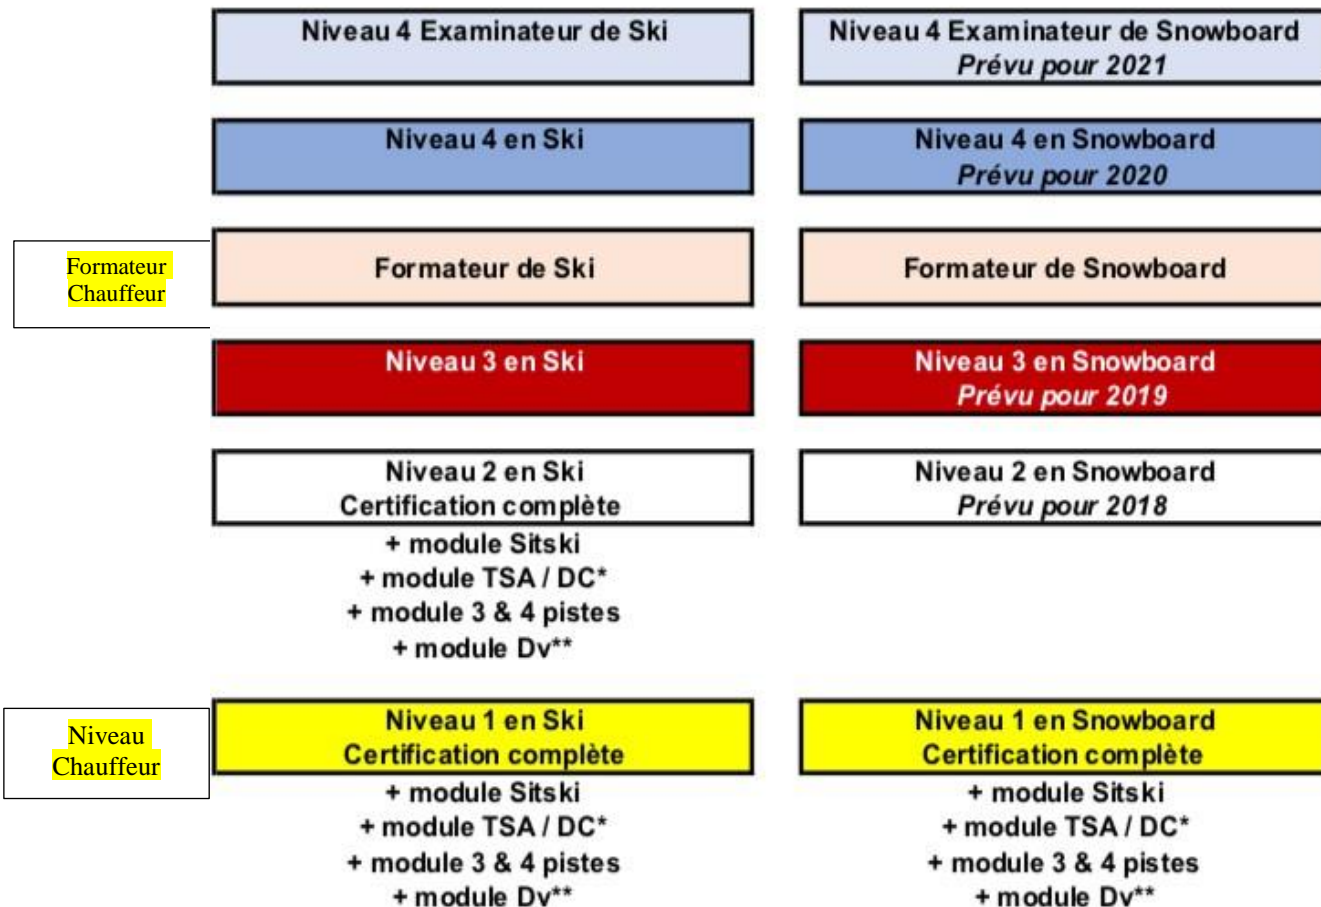 Niveau 4 Examinateur de Ski
Niveau 4 Examinateur de Snowboard
Prévu pour 2021
Niveau 4 en Ski
Niveau 4 en Snowboard
Prévu pour 2020
Formateur
Chauffeur
Formateur de Ski
Formateur de Snowboard
Niveau 3 en Ski
Niveau 3 en Snowboard
Prévu pour 2019
Niveau 2 en Ski
Certification complète
+ module Sitski
+ module TSA / DC*
+ module 3 & 4 pistes
+ module Dv**
Niveau 2 en Snowboard
Prévu pour 2018
Niveau
Chauffeur
Niveau 1 en Ski
Certification complète
+ module Sitski
+ module TSA / DC*
+ module 3 & 4 pistes
+ module Dv**
Niveau 1 en Snowboard
Certification complète
+ module Sitski
+ module TSA / DC*
+ module 3 & 4 pistes
+ module Dv**